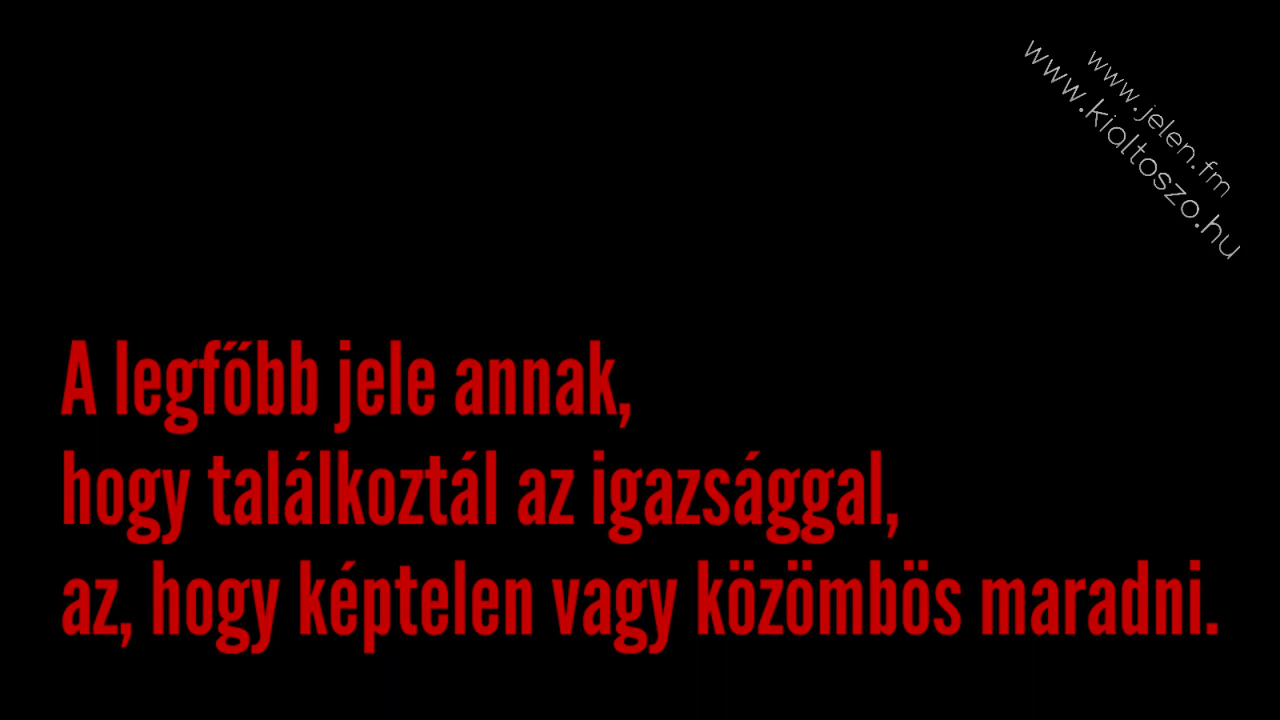 www.jelen.fm
www.kialtoszo.hu
A legfőbb jele annak,
hogy találkoztál az igazsággal,
az, hogy képtelen vagy közömbös maradni.